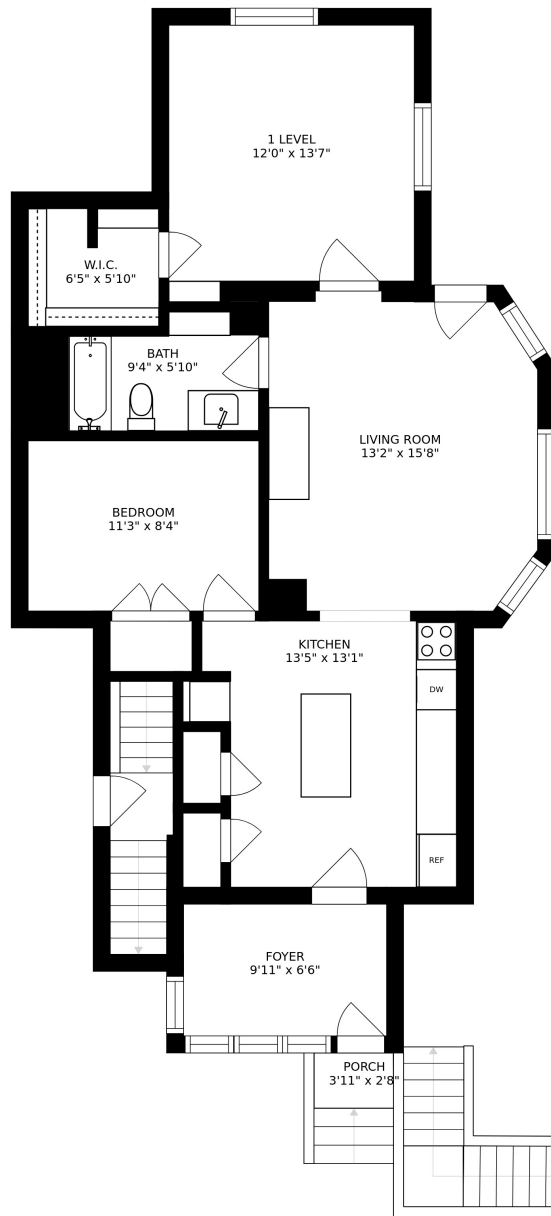 1 LEVEL
12'0" x 13'7"
W.I.C.
6'5" x 5'10"
BATH
9'4" x 5'10"
LIVING ROOM
13'2" x 15'8"
BEDROOM
11'3" x 8'4"
KITCHEN
13'5" x 13'1"
DW
REF
FOYER
9'11" x 6'6"
PORCH
3'11" x 2'8"